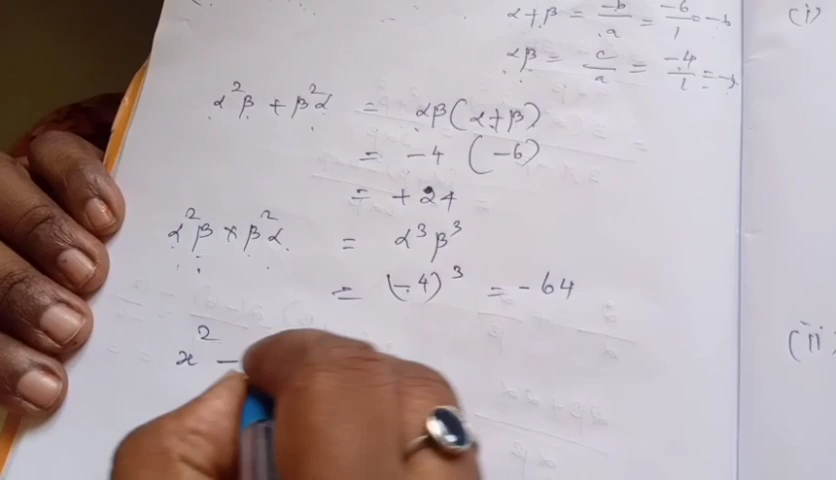 α+β = -b/a = -6/1 = -6
(i)
αβ = c/a = -4/1 = -4
α²β + β²α = αβ(α+β)
= -4 (-6)
= +24
α²β × β²α = α³β³
= (-4)³ = -64
x² -
(ii)